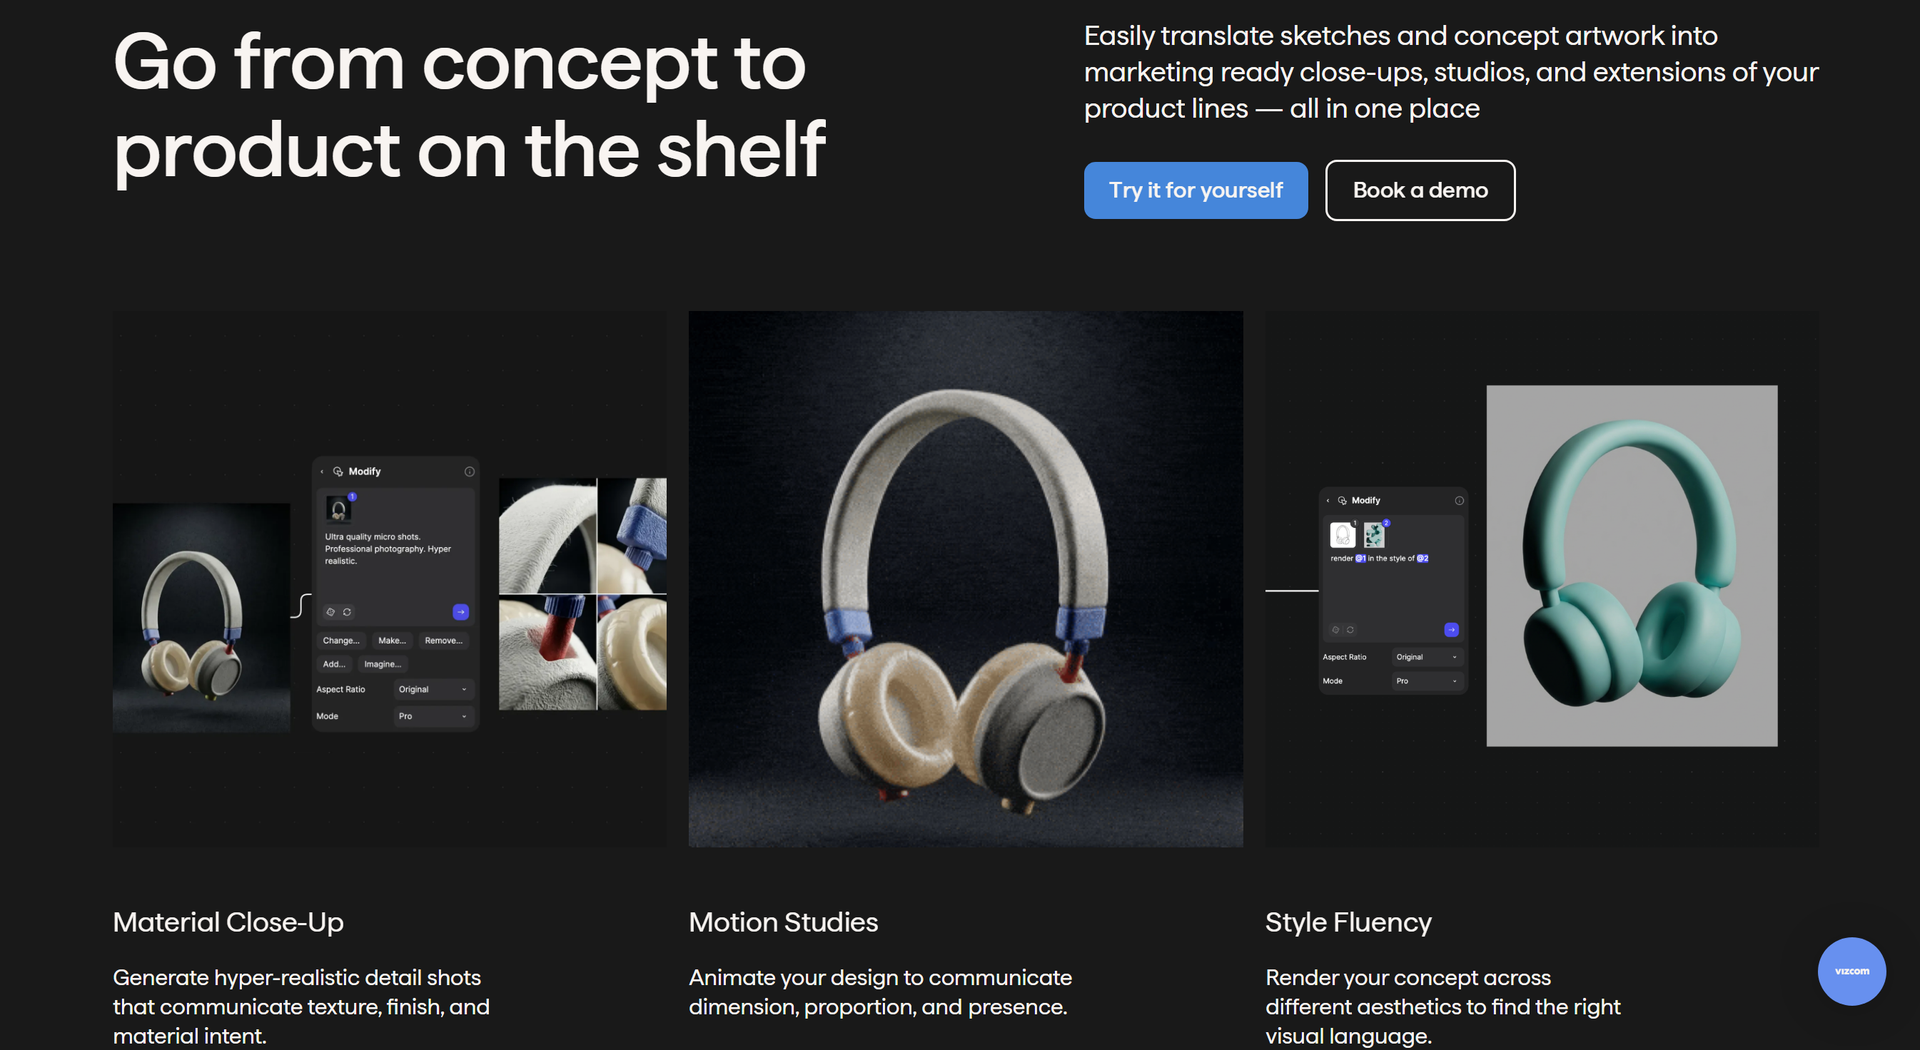 Go from concept to
product on the shelf
Easily translate sketches and concept artwork into
marketing ready close-ups, studios, and extensions of your
product lines — all in one place
Try it for yourself
Book a demo
Modify
1
Ultra quality micro shots.
Professional photography. Hyper
realistic.
Change...
Make...
Remove...
Add...
Imagine...
Aspect Ratio
Original
Mode
Pro
Modify
1
2
render @1 in the style of @2
Aspect Ratio
Original
Mode
Pro
Material Close-Up
Generate hyper-realistic detail shots
that communicate texture, finish, and
material intent.
Motion Studies
Animate your design to communicate
dimension, proportion, and presence.
Style Fluency
Render your concept across
different aesthetics to find the right
visual language.
vizcom